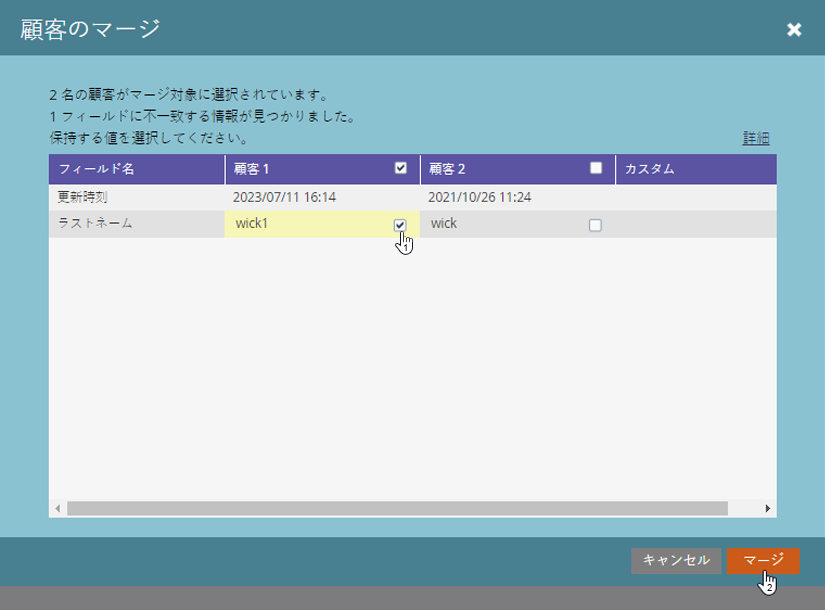 顧客のマージ
2 名の顧客がマージ対象に選択されています。
1 フィールドに不一致する情報が見つかりました。
保持する値を選択してください。
詳細
フィールド名 顧客 1 顧客 2 カスタム
更新時刻 2023/07/11 16:14 2021/10/26 11:24
ラストネーム wick1 wick
1
キャンセル マージ
2